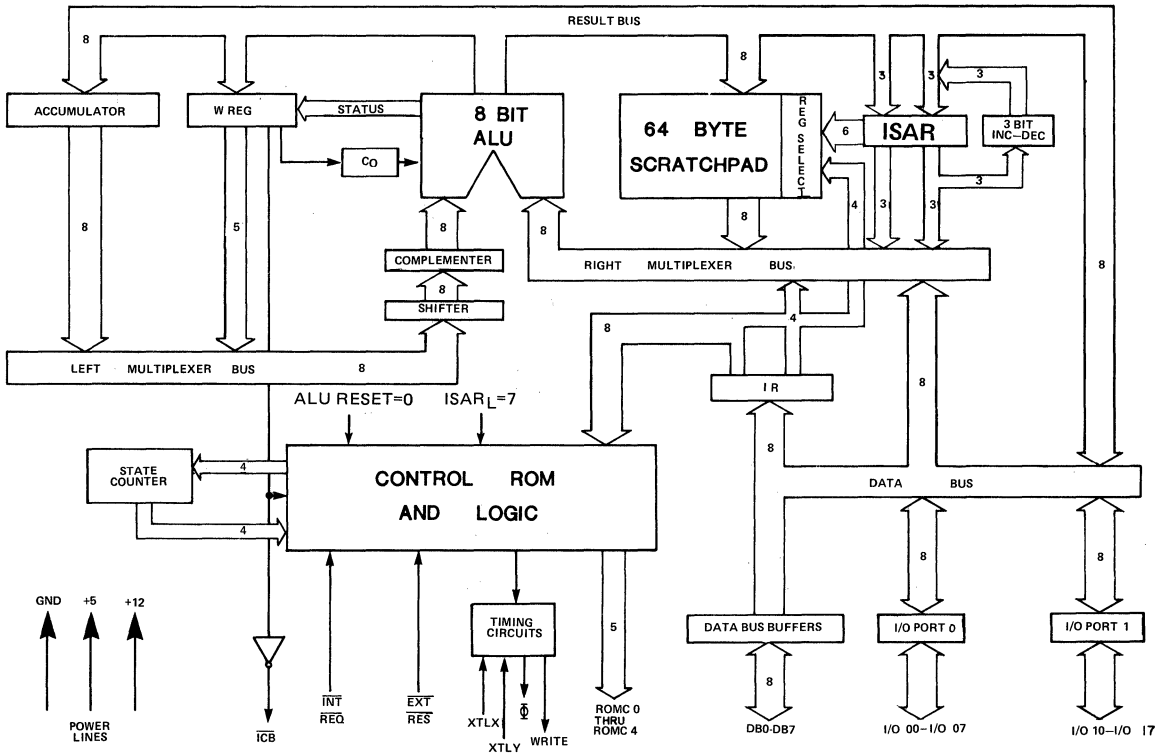 RESULT BUS
8
8
3
3
3
ACCUMULATOR
W REG
STATUS
8 BIT
ALU
CO
64 BYTE
SCRATCHPAD
REG SELECT
6
ISAR
3 BIT
INC–DEC
3
4
3
3
8
5
8
8
8
8
COMPLEMENTER
8
SHIFTER
RIGHT MULTIPLEXER BUS.
8
4
LEFT MULTIPLEXER BUS 8
IR
8
ALU RESET=0
ISARL=7
8
STATE
COUNTER
4
4
CONTROL ROM
AND LOGIC
DATA BUS
8
8
GND
+5
+12
POWER
LINES
ICB
INT
REQ
EXT
RES
TIMING
CIRCUITS
XTLX
XTLY
Φ
WRITE
5
ROMC 0
THRU
ROMC 4
DATA BUS BUFFERS
8
DB0-DB7
I/O PORT 0
I/O 00–I/O 07
I/O PORT 1
I/O 10–I/O 17